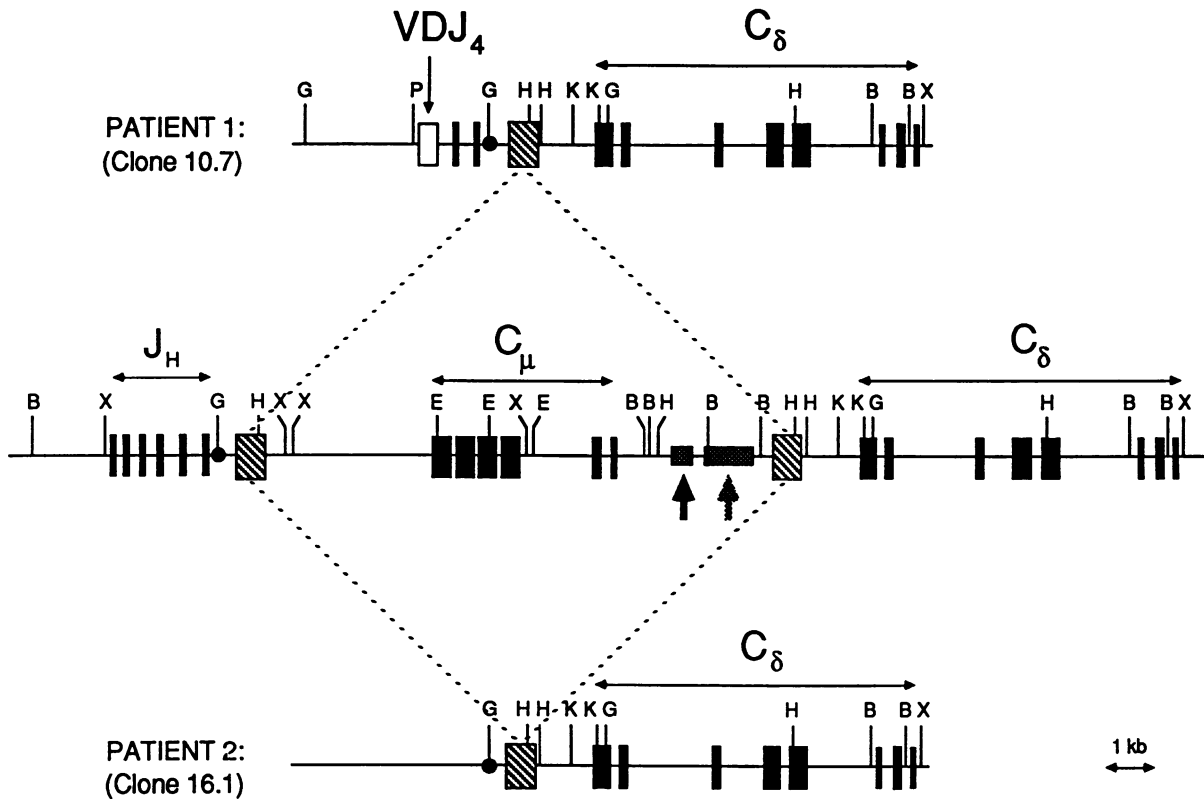 VDJ4
Cδ
G P G H H K K G H B B X
PATIENT 1:
(Clone 10.7)
JH
Cμ
Cδ
B X G H X X E E X E B B H B B H H K K G H B B X
Cδ
G H H K K G H B B X
PATIENT 2:
(Clone 16.1)
1 kb